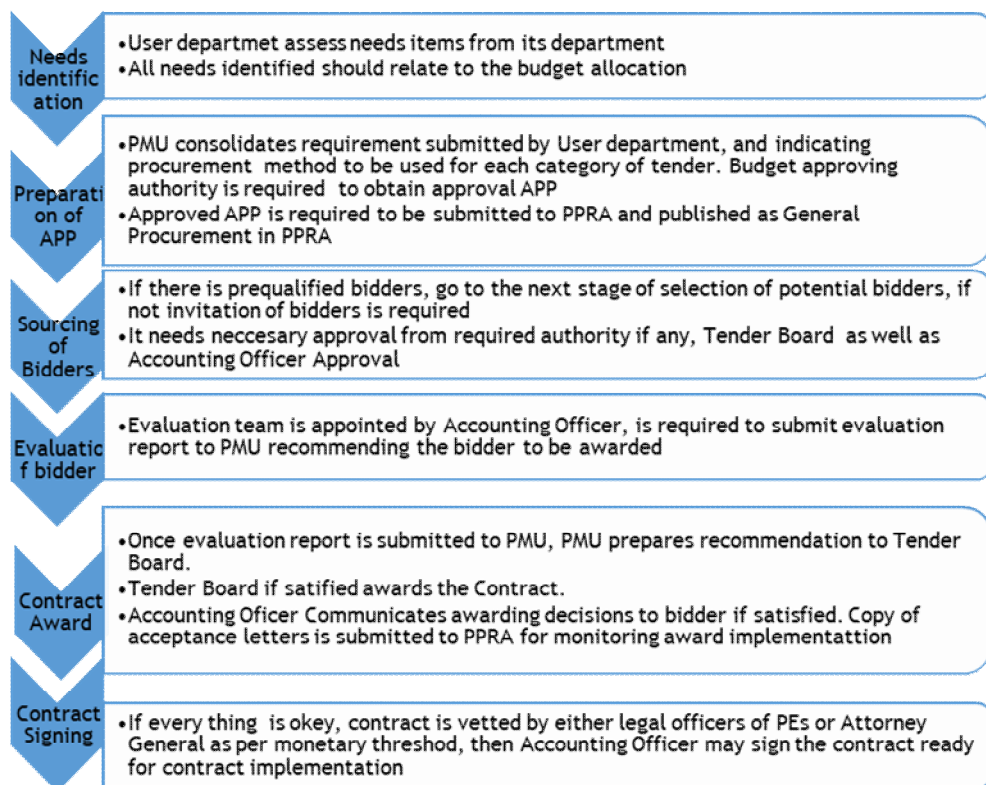 Needs
identific
ation
•User departmet assess needs items from its department
•All needs identified should relate to the budget allocation
Preparati
on of
APP
•PMU consolidates requirement submitted by User department, and indicating
procurement method to be used for each category of tender. Budget approving
authority is required to obtain approval APP
•Approved APP is required to be submitted to PPRA and published as General
Procurement in PPRA
Sourcing
of
Bidders
•If there is prequalified bidders, go to the next stage of selection of potential bidders, if
not invitation of bidders is required
•It needs neccesary approval from required authority if any, Tender Board as well as
Accounting Officer Approval
Evaluatic
f bidder
•Evaluation team is appointed by Accounting Officer, is required to submit evaluation
report to PMU recommending the bidder to be awarded
Contract
Award
•Once evaluation report is submitted to PMU, PMU prepares recommendation to Tender
Board.
•Tender Board if satified awards the Contract.
•Accounting Oficer Communicates awarding decisions to bidder if satisfied. Copy of
acceptance letters is submitted to PPRA for monitoring award implementattion
Contract
Signing
•If every thing is okey, contract is vetted by either legal officers of PEs or Attorney
General as per monetary threshod, then Accounting Officer may sign the contract ready
for contract implementation